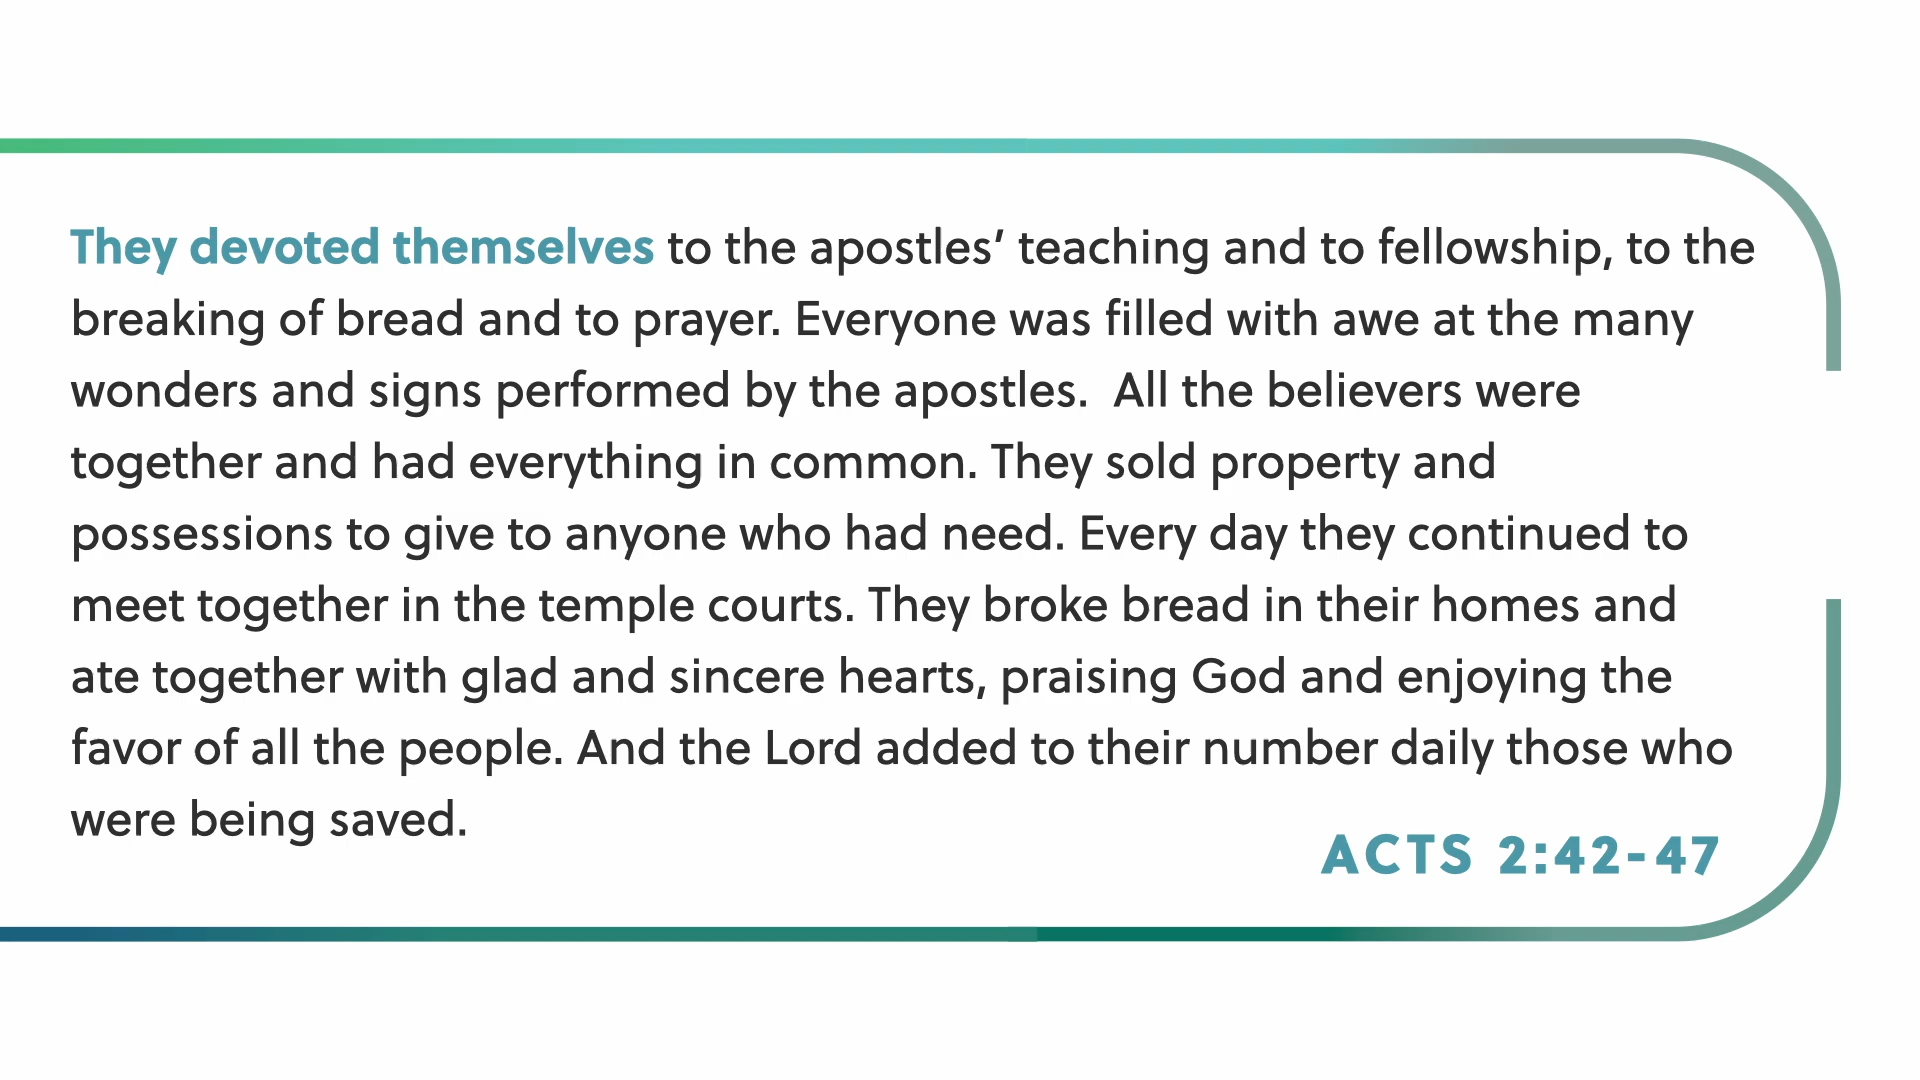 They devoted themselves to the apostles’ teaching and to fellowship, to the
breaking of bread and to prayer. Everyone was filled with awe at the many
wonders and signs performed by the apostles.  All the believers were
together and had everything in common. They sold property and
possessions to give to anyone who had need. Every day they continued to
meet together in the temple courts. They broke bread in their homes and
ate together with glad and sincere hearts, praising God and enjoying the
favor of all the people. And the Lord added to their number daily those who
were being saved.
ACTS 2:42-47